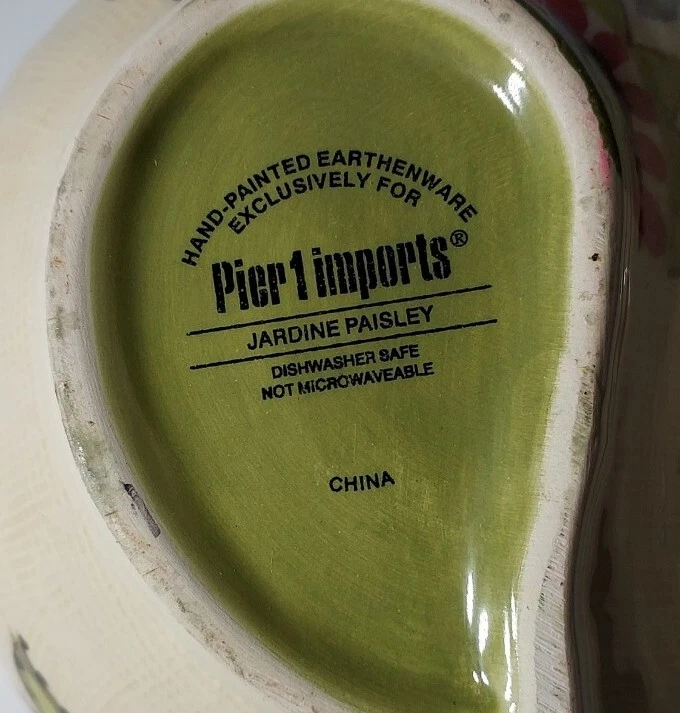 HAND-PAINTED EARTHENWARE
EXCLUSIVELY FOR
Pier 1 imports®
JARDINE PAISLEY
DISHWASHER SAFE
NOT MICROWAVEABLE
CHINA